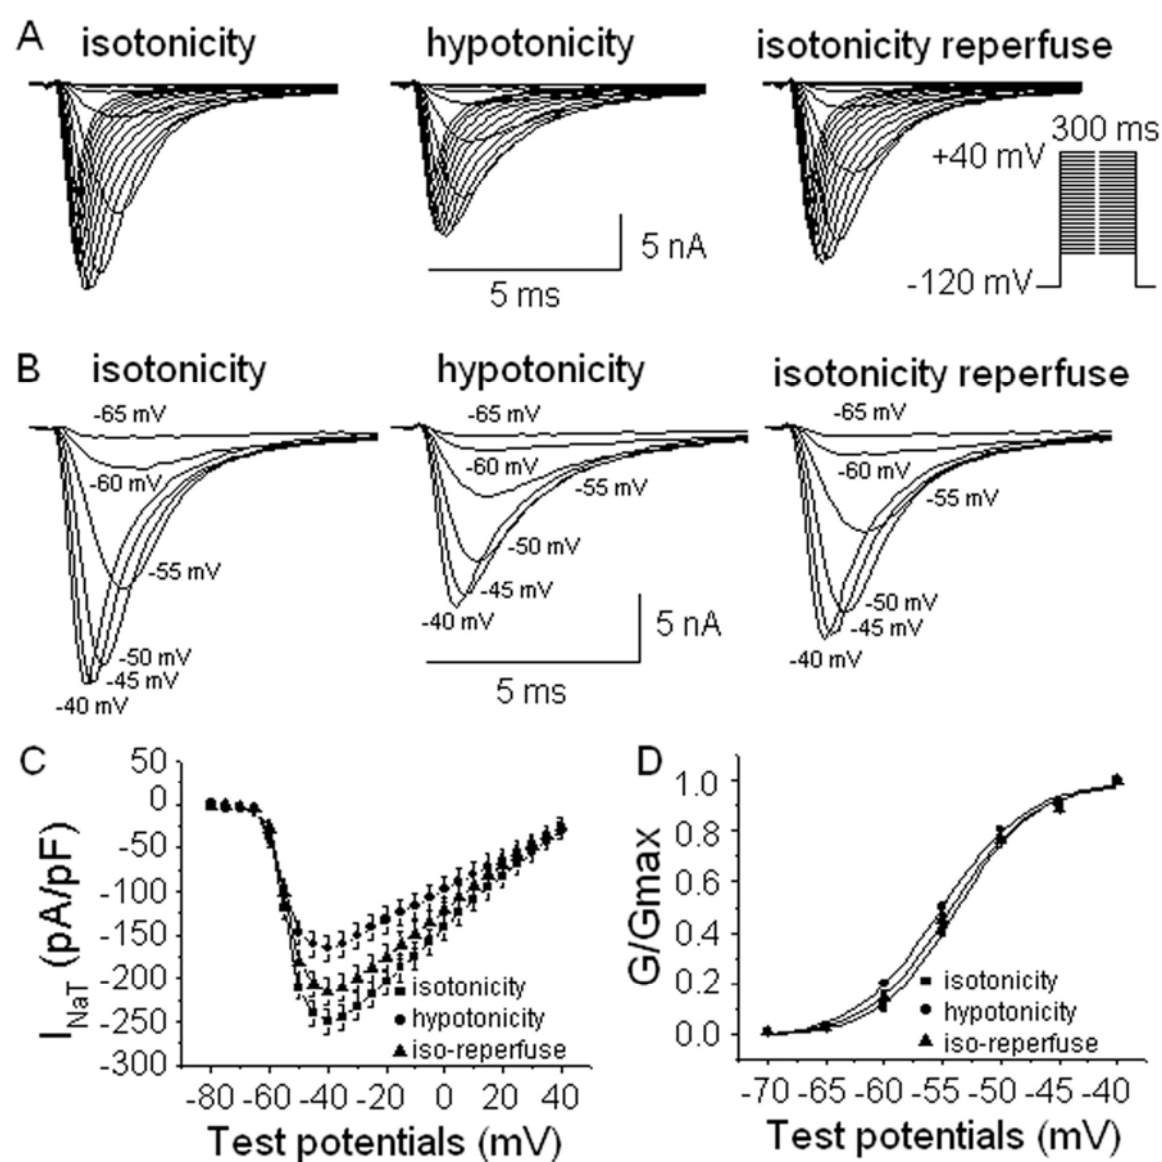 A
isotonicity
hypotonicity
isotonicity reperfuse
300 ms
+40 mV
-120 mV
5 nA
5 ms
B
isotonicity
hypotonicity
isotonicity reperfuse
-65 mV
-60 mV
-55 mV
-50 mV
-45 mV
-40 mV
-65 mV
-60 mV
-55 mV
-50 mV
-45 mV
-40 mV
5 nA
5 ms
-65 mV
-60 mV
-55 mV
-50 mV
-45 mV
-40 mV
C
50
0
-50
-100
-150
-200
-250
-300
I NaT (pA/pF)
isotonicity
hypotonicity
iso-reperfuse
-80 -60 -40 -20 0 20 40
Test potentials (mV)
D
1.0
0.8
0.6
0.4
0.2
0.0
G/Gmax
isotonicity
hypotonicity
iso-reperfuse
-70 -65 -60 -55 -50 -45 -40
Test potentials (mV)